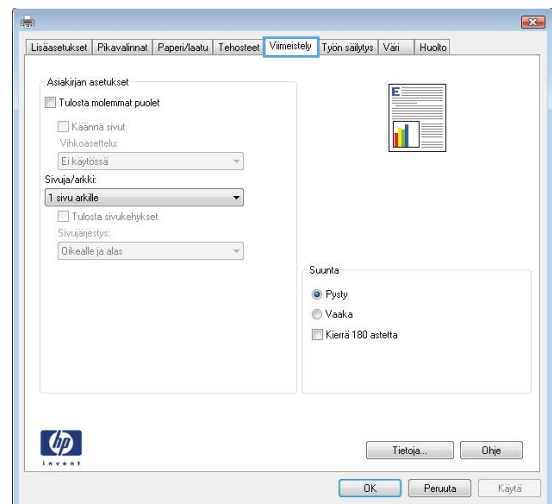 Lisäasetukset Pikavalinnat Paperi/laatu Tehosteet Viimeistely Työn säilytys Väri Huolto
Asiakirjan asetukset
Tulosta molemmat puolet
Käännä sivut
Vihkoasettelu:
Ei käytössä
Sivuja/arkki:
1 sivu arkille
Tulosta sivukehykset
Sivujärjestys:
Oikealle ja alas
E
Suunta
Pysty
Vaaka
Kierrä 180 astetta
hp
invent
Tietoja... Ohje
OK Peruuta Käytä